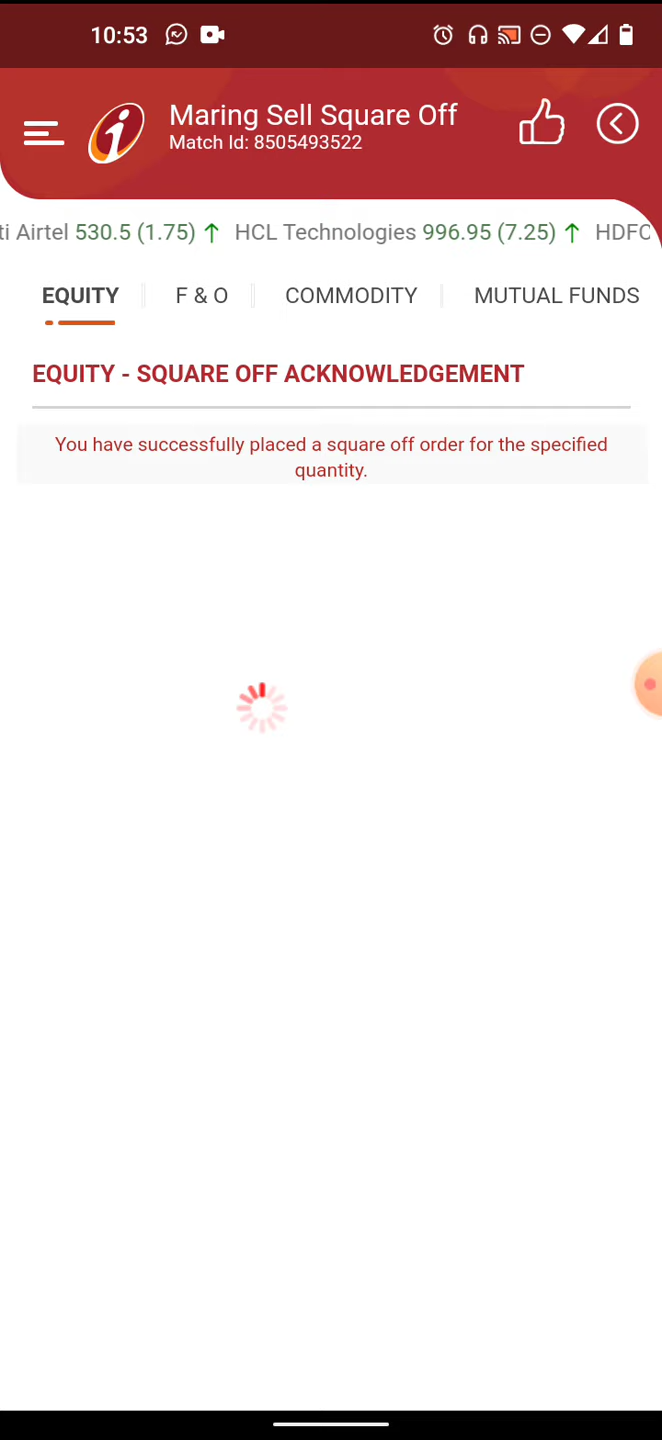 10:53
Maring Sell Square Off
Match Id: 8505493522
ti Airtel 530.5 (1.75) ↑ HCL Technologies 996.95 (7.25) ↑ HDFC
EQUITY F & O COMMODITY MUTUAL FUNDS
EQUITY - SQUARE OFF ACKNOWLEDGEMENT
You have successfully placed a square off order for the specified
quantity.